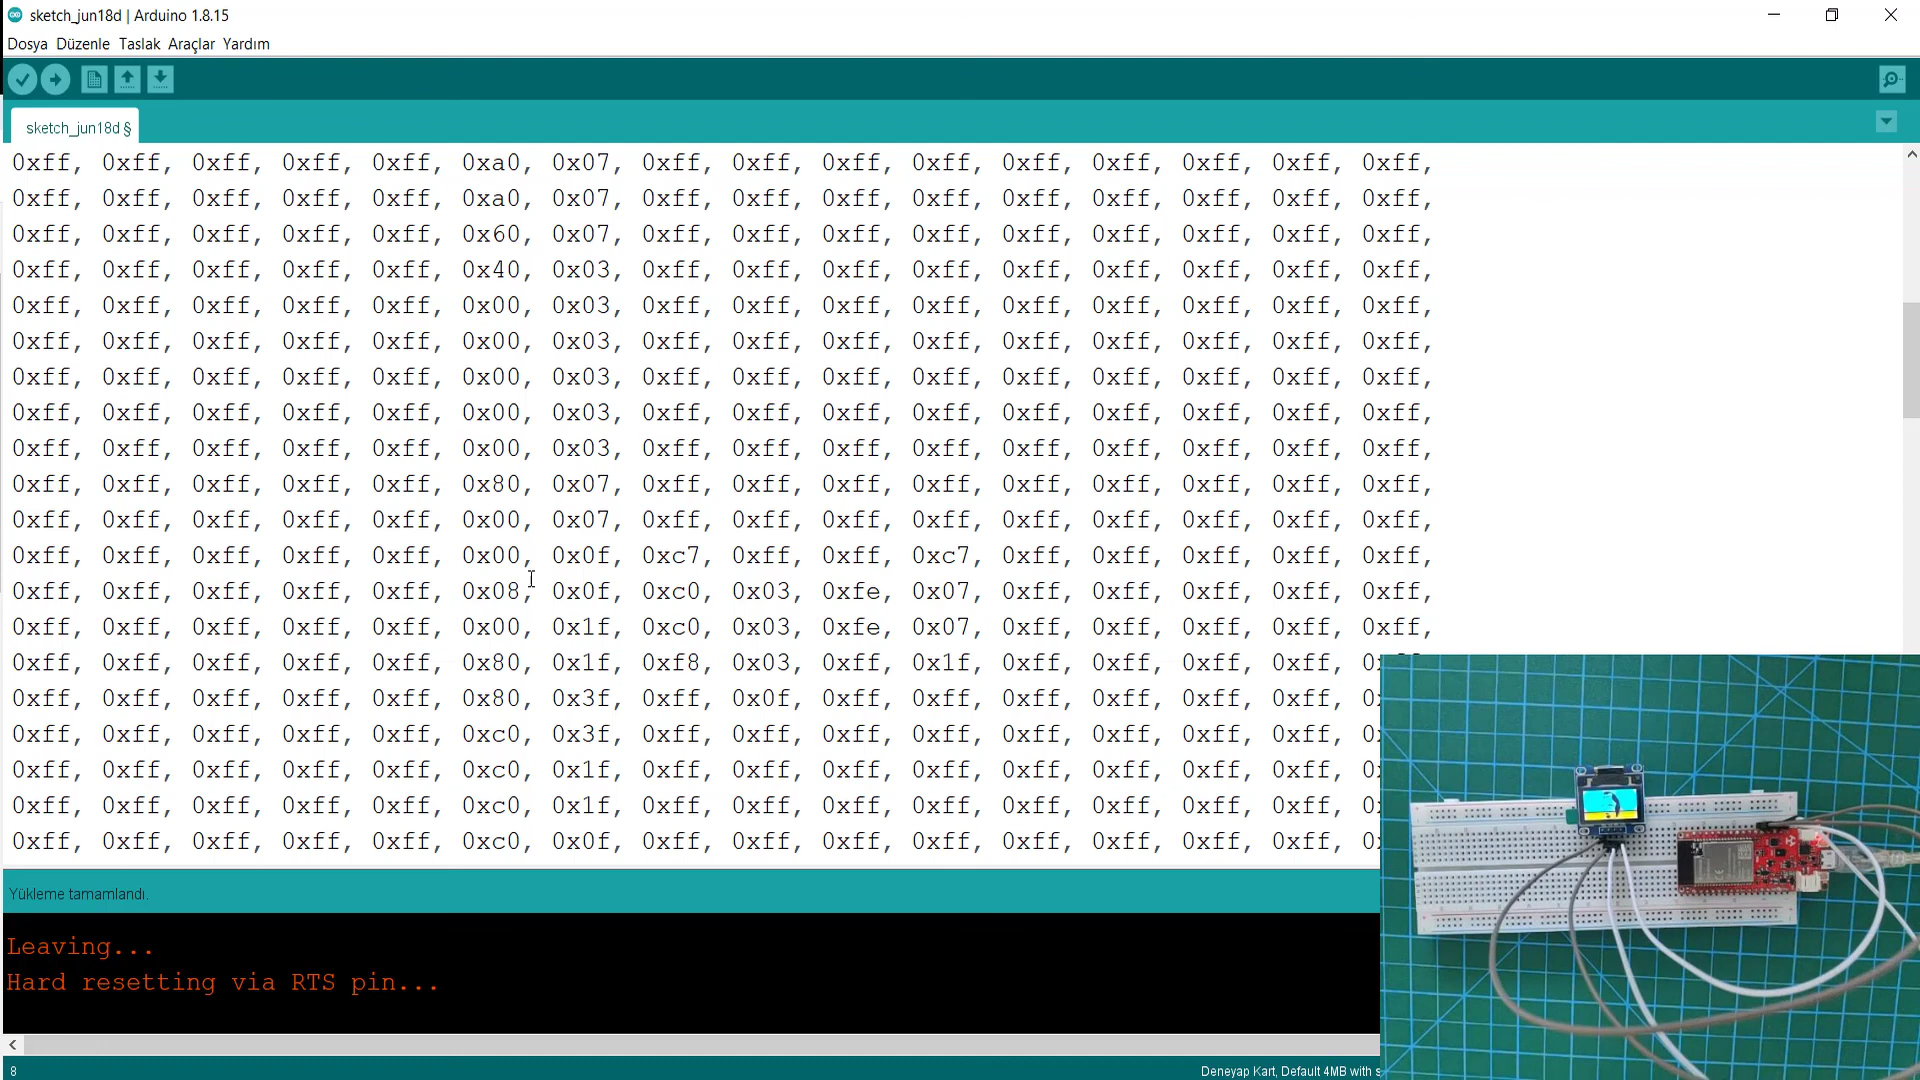 sketch_jun18d | Arduino 1.8.15
Dosya Düzenle Taslak Araçlar Yardım
sketch_jun18d §
0xff, 0xff, 0xff, 0xff, 0xff, 0xa0, 0x07, 0xff, 0xff, 0xff, 0xff, 0xff, 0xff, 0xff, 0xff, 0xff,
0xff, 0xff, 0xff, 0xff, 0xff, 0xa0, 0x07, 0xff, 0xff, 0xff, 0xff, 0xff, 0xff, 0xff, 0xff, 0xff,
0xff, 0xff, 0xff, 0xff, 0xff, 0x60, 0x07, 0xff, 0xff, 0xff, 0xff, 0xff, 0xff, 0xff, 0xff, 0xff,
0xff, 0xff, 0xff, 0xff, 0xff, 0x40, 0x03, 0xff, 0xff, 0xff, 0xff, 0xff, 0xff, 0xff, 0xff, 0xff,
0xff, 0xff, 0xff, 0xff, 0xff, 0x00, 0x03, 0xff, 0xff, 0xff, 0xff, 0xff, 0xff, 0xff, 0xff, 0xff,
0xff, 0xff, 0xff, 0xff, 0xff, 0x00, 0x03, 0xff, 0xff, 0xff, 0xff, 0xff, 0xff, 0xff, 0xff, 0xff,
0xff, 0xff, 0xff, 0xff, 0xff, 0x00, 0x03, 0xff, 0xff, 0xff, 0xff, 0xff, 0xff, 0xff, 0xff, 0xff,
0xff, 0xff, 0xff, 0xff, 0xff, 0x00, 0x03, 0xff, 0xff, 0xff, 0xff, 0xff, 0xff, 0xff, 0xff, 0xff,
0xff, 0xff, 0xff, 0xff, 0xff, 0x00, 0x03, 0xff, 0xff, 0xff, 0xff, 0xff, 0xff, 0xff, 0xff, 0xff,
0xff, 0xff, 0xff, 0xff, 0xff, 0x80, 0x07, 0xff, 0xff, 0xff, 0xff, 0xff, 0xff, 0xff, 0xff, 0xff,
0xff, 0xff, 0xff, 0xff, 0xff, 0x00, 0x07, 0xff, 0xff, 0xff, 0xff, 0xff, 0xff, 0xff, 0xff, 0xff,
0xff, 0xff, 0xff, 0xff, 0xff, 0x00, 0x0f, 0xc7, 0xff, 0xff, 0xc7, 0xff, 0xff, 0xff, 0xff, 0xff,
0xff, 0xff, 0xff, 0xff, 0xff, 0x08, 0x0f, 0xc0, 0x03, 0xfe, 0x07, 0xff, 0xff, 0xff, 0xff, 0xff,
0xff, 0xff, 0xff, 0xff, 0xff, 0x00, 0x1f, 0xc0, 0x03, 0xfe, 0x07, 0xff, 0xff, 0xff, 0xff, 0xff,
0xff, 0xff, 0xff, 0xff, 0xff, 0x80, 0x1f, 0xf8, 0x03, 0xff, 0x1f, 0xff, 0xff, 0xff, 0xff,
0xff, 0xff, 0xff, 0xff, 0xff, 0x80, 0x3f, 0xff, 0x0f, 0xff, 0xff, 0xff, 0xff, 0xff, 0xff,
0xff, 0xff, 0xff, 0xff, 0xff, 0xc0, 0x3f, 0xff, 0xff, 0xff, 0xff, 0xff, 0xff, 0xff, 0xff,
0xff, 0xff, 0xff, 0xff, 0xff, 0xc0, 0x1f, 0xff, 0xff, 0xff, 0xff, 0xff, 0xff, 0xff, 0xff,
0xff, 0xff, 0xff, 0xff, 0xff, 0xc0, 0x1f, 0xff, 0xff, 0xff, 0xff, 0xff, 0xff, 0xff, 0xff,
0xff, 0xff, 0xff, 0xff, 0xff, 0xc0, 0x0f, 0xff, 0xff, 0xff, 0xff, 0xff, 0xff, 0xff, 0xff,
Yükleme tamamlandı.
Leaving...
Hard resetting via RTS pin...
8
Deneyap Kart, Default 4MB with